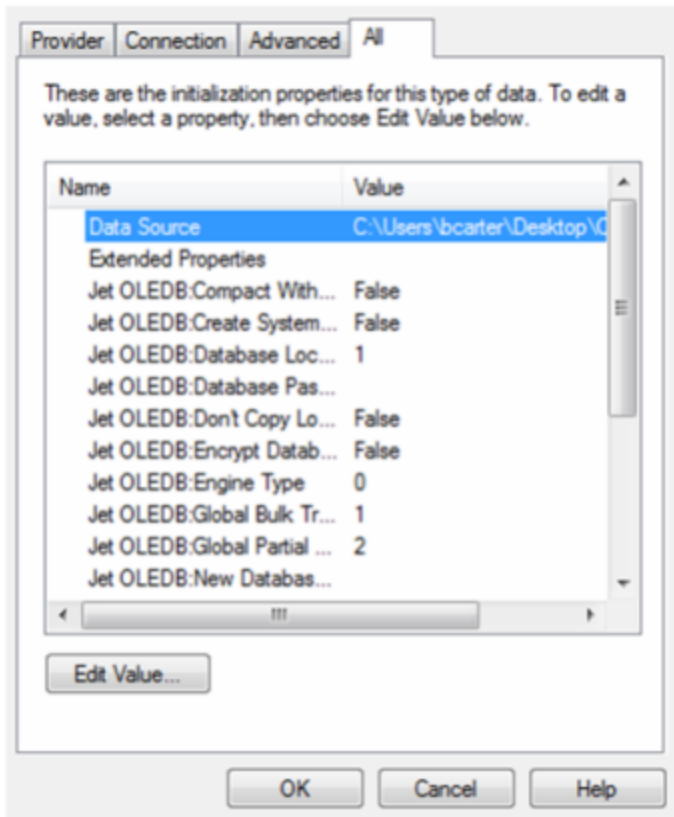 Provider Connection Advanced All
These are the initialization properties for this type of data. To edit a
value, select a property, then choose Edit Value below.
Name Value
Data Source C:\Users\bcarter\Desktop\C
Extended Properties
Jet OLEDB:Compact With... False
Jet OLEDB:Create System... False
Jet OLEDB:Database Loc... 1
Jet OLEDB:Database Pas...
Jet OLEDB:Don't Copy Lo... False
Jet OLEDB:Encrypt Datab... False
Jet OLEDB:Engine Type 0
Jet OLEDB:Global Bulk Tr... 1
Jet OLEDB:Global Partial ... 2
Jet OLEDB:New Databas...
Edit Value...
OK Cancel Help